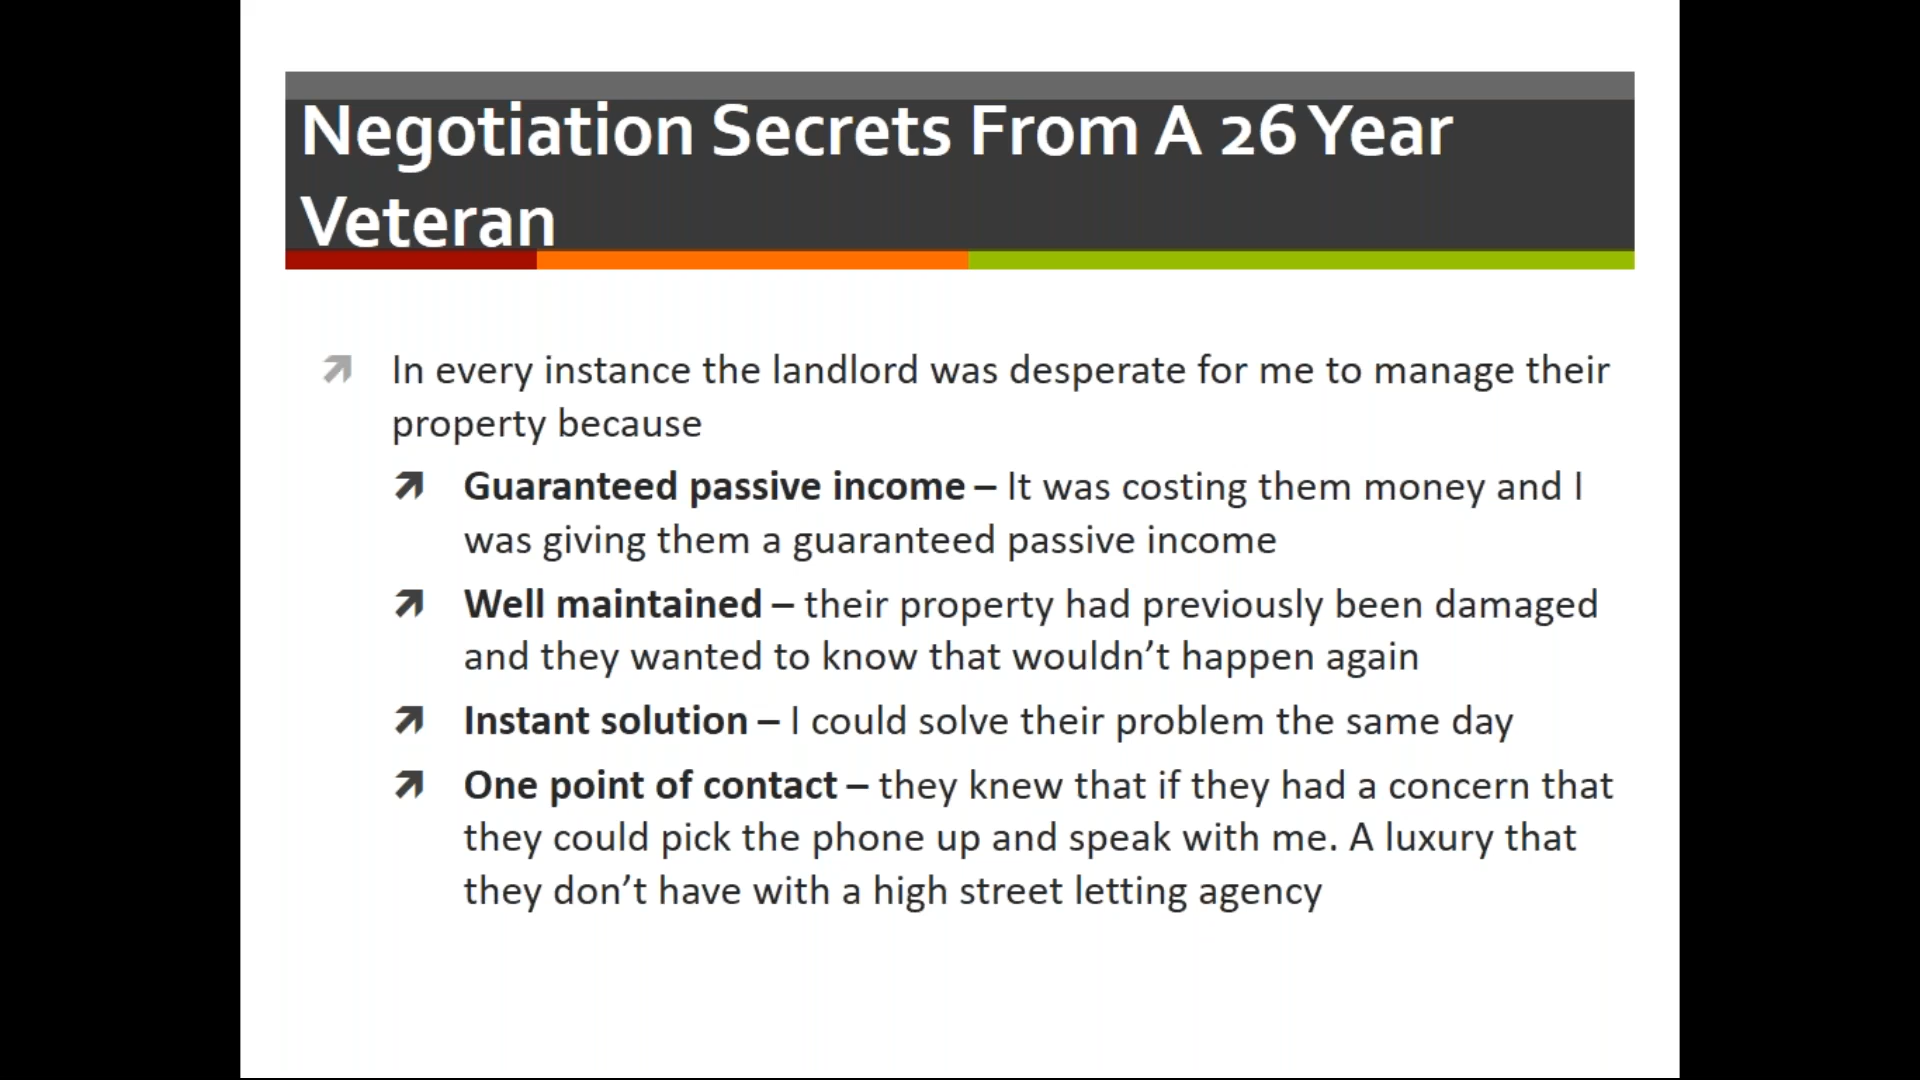 Negotiation Secrets From A 26 Year
Veteran
In every instance the landlord was desperate for me to manage their
property because
Guaranteed passive income – It was costing them money and I
was giving them a guaranteed passive income
Well maintained – their property had previously been damaged
and they wanted to know that wouldn’t happen again
Instant solution – I could solve their problem the same day
One point of contact – they knew that if they had a concern that
they could pick the phone up and speak with me. A luxury that
they don’t have with a high street letting agency